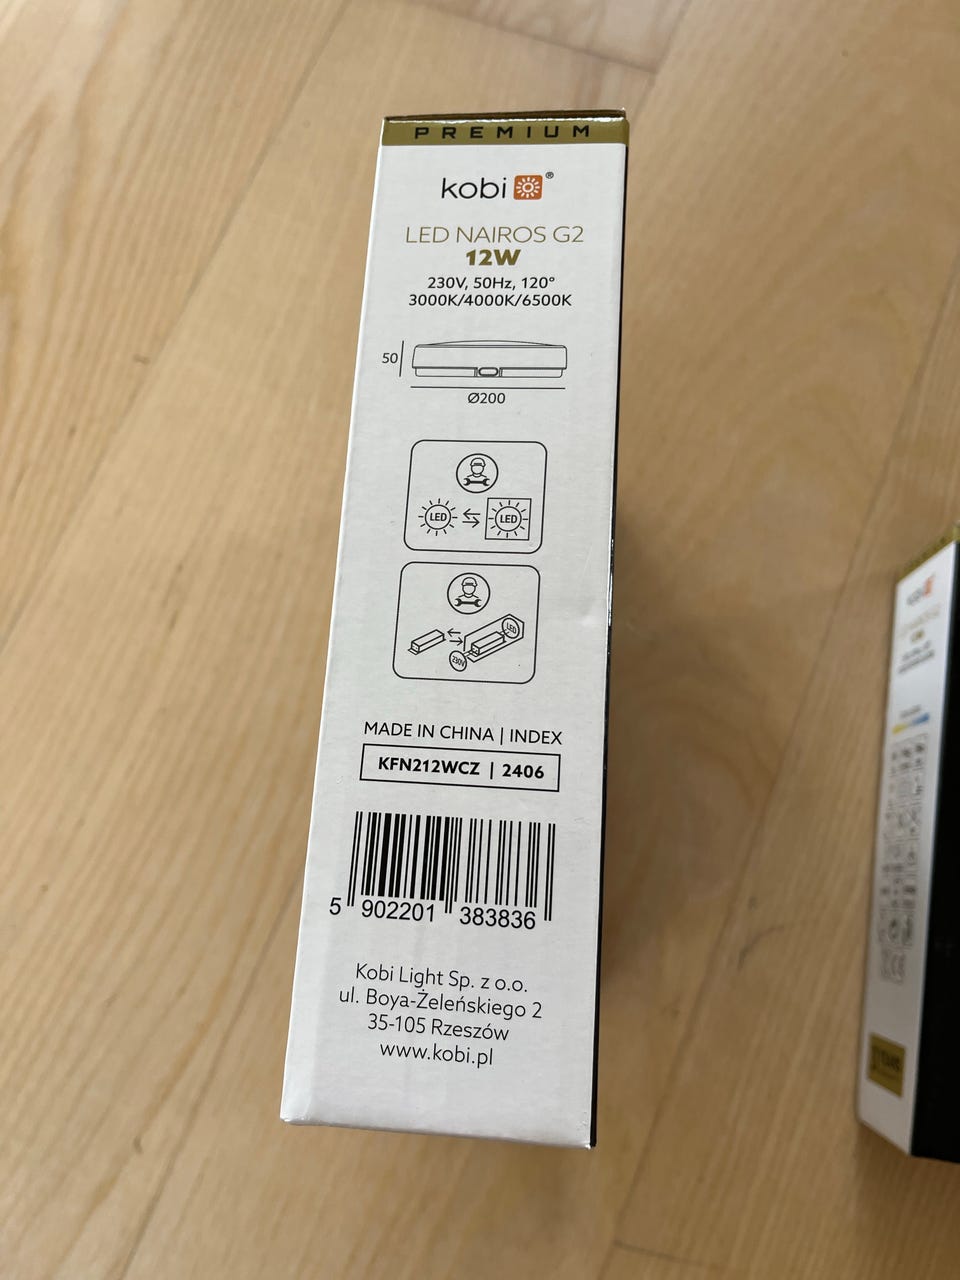 PREMIUM
kobi ®
LED NAIROS G2
12W
230V, 50Hz, 120°
3000K/4000K/6500K
50
Ø200
LED LED
LED
230V
MADE IN CHINA | INDEX
KFN212WCZ | 2406
5 902201 383836
Kobi Light Sp. z o.o.
ul. Boya-Żeleńskiego 2
35-105 Rzeszów
www.kobi.pl
kobi